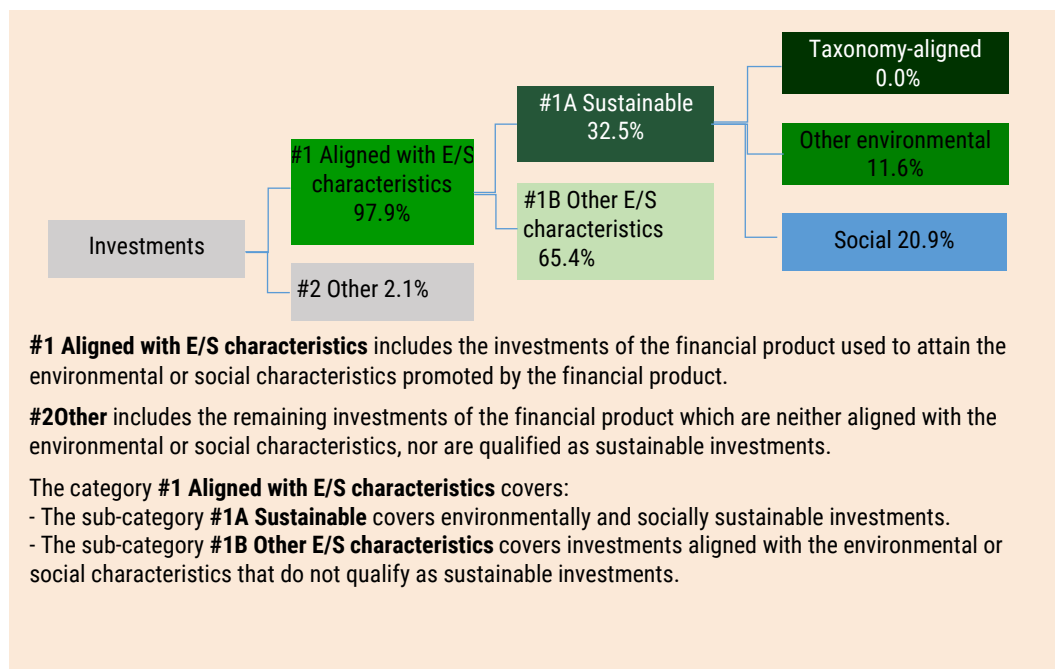 Taxonomy-aligned
0.0%
#1A Sustainable
32.5%
Other environmental
11.6%
#1 Aligned with E/S
characteristics
97.9%
#1B Other E/S
characteristics
65.4%
Investments
Social 20.9%
#2 Other 2.1%
#1 Aligned with E/S characteristics includes the investments of the financial product used to attain the
environmental or social characteristics promoted by the financial product.
#2Other includes the remaining investments of the financial product which are neither aligned with the
environmental or social characteristics, nor are qualified as sustainable investments.
The category #1 Aligned with E/S characteristics covers:
- The sub-category #1A Sustainable covers environmentally and socially sustainable investments.
- The sub-category #1B Other E/S characteristics covers investments aligned with the environmental or
social characteristics that do not qualify as sustainable investments.